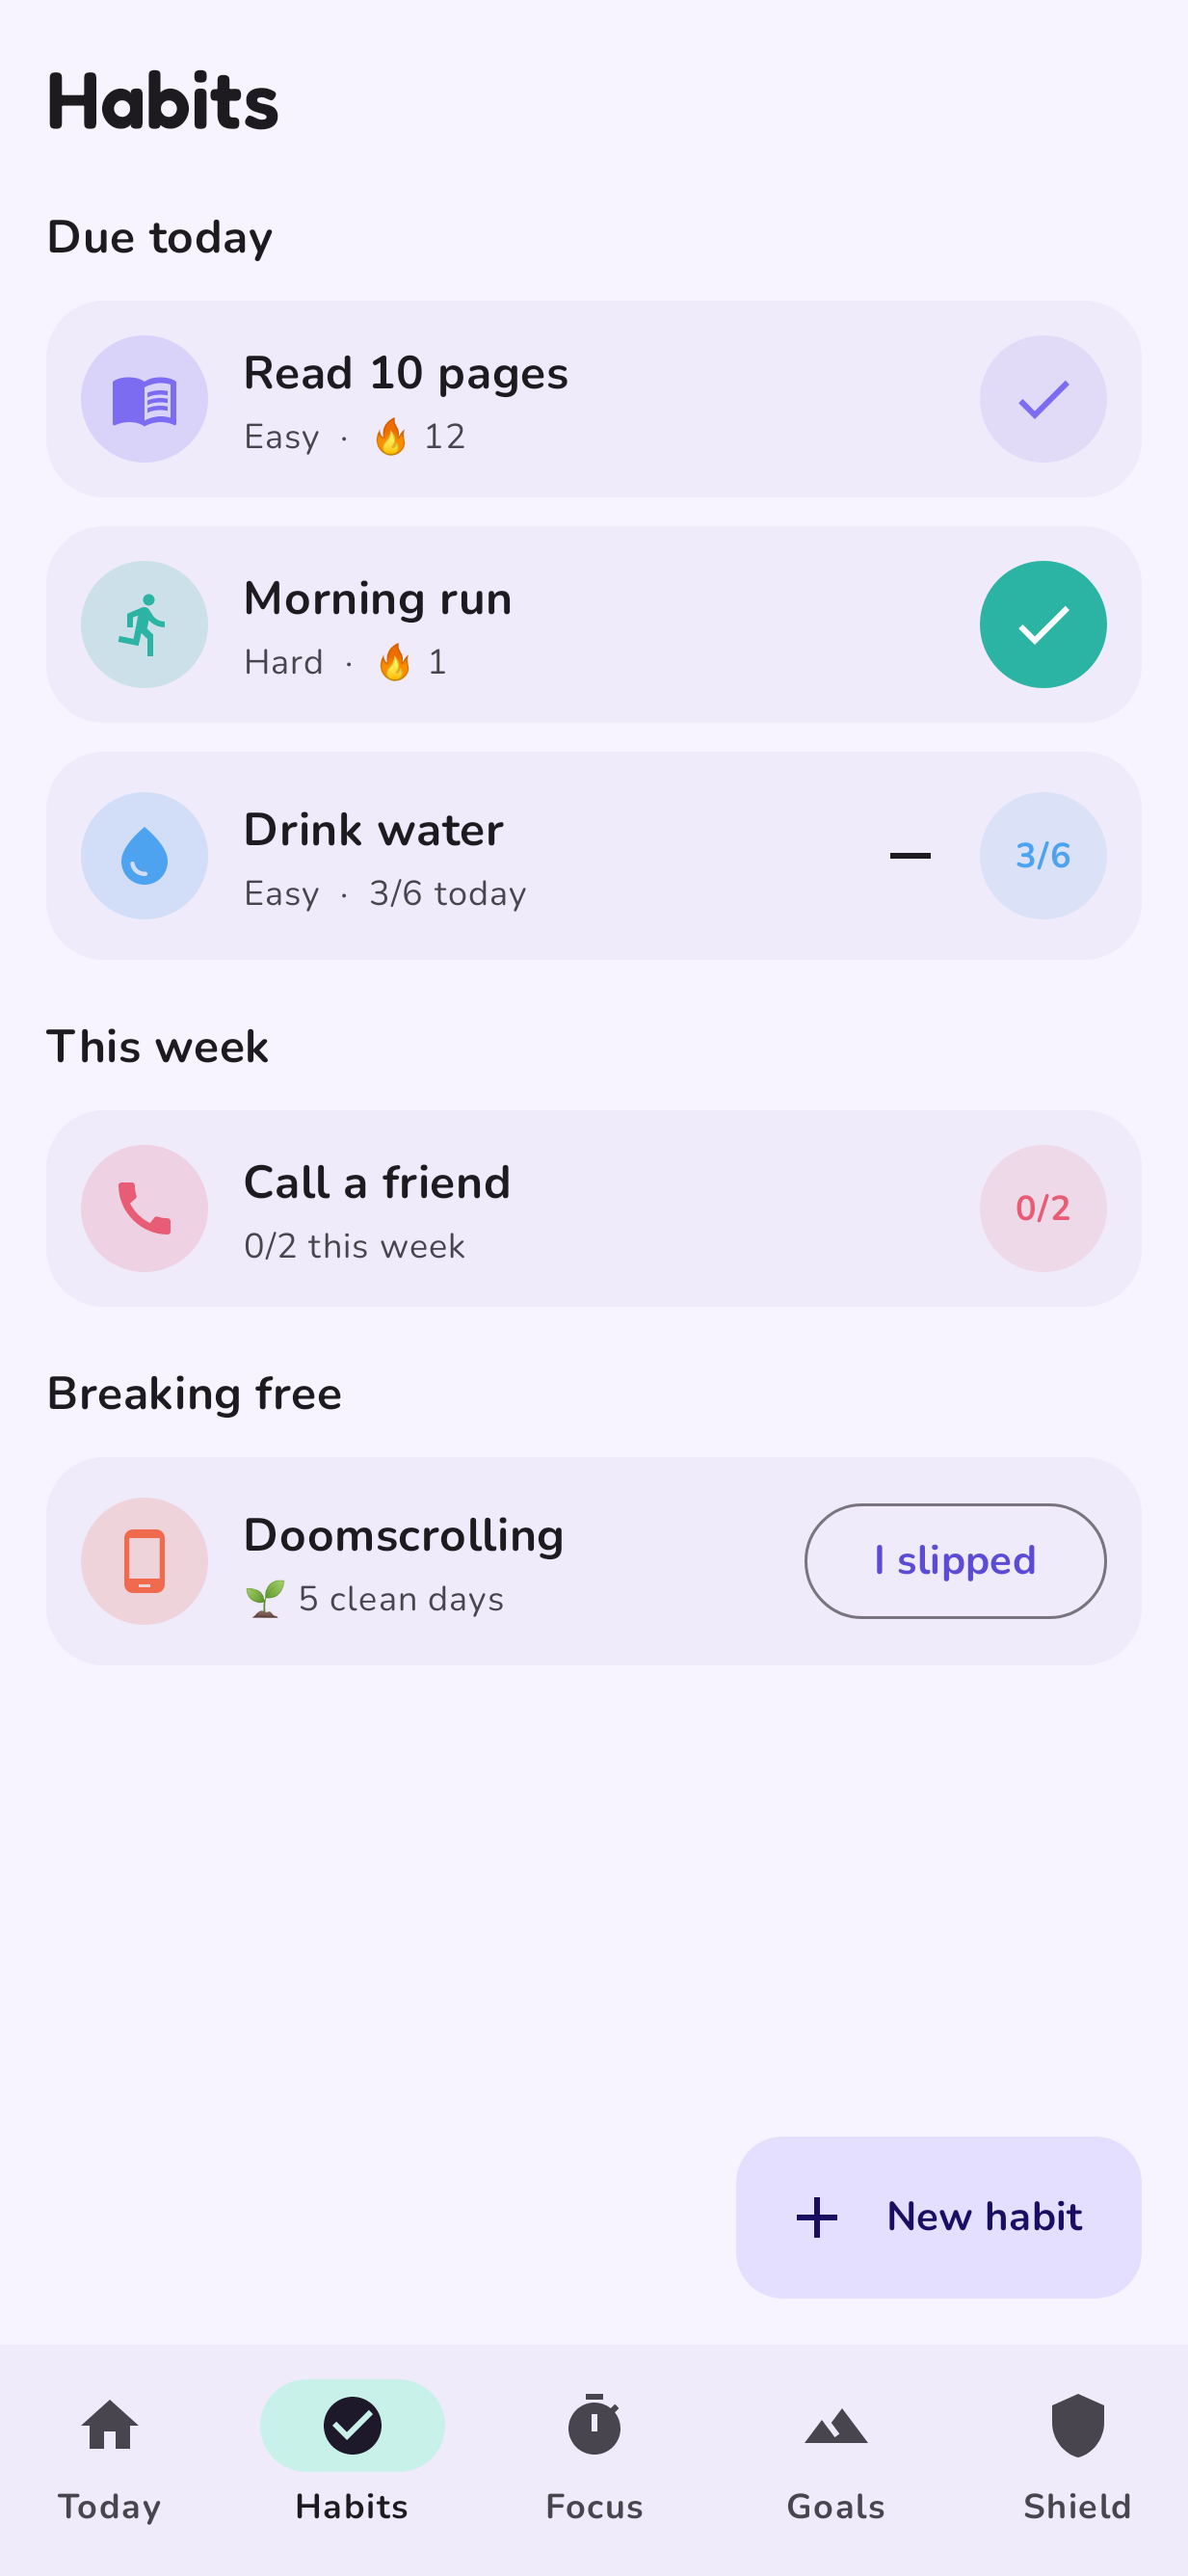 Habits
Due today
Read 10 pages
Easy · 🔥 12
Morning run
Hard · 🔥 1
Drink water
Easy · 3/6 today
3/6
This week
Call a friend
0/2 this week
0/2
Breaking free
Doomscrolling
🌱 5 clean days
I slipped
New habit
Today
Habits
Focus
Goals
Shield